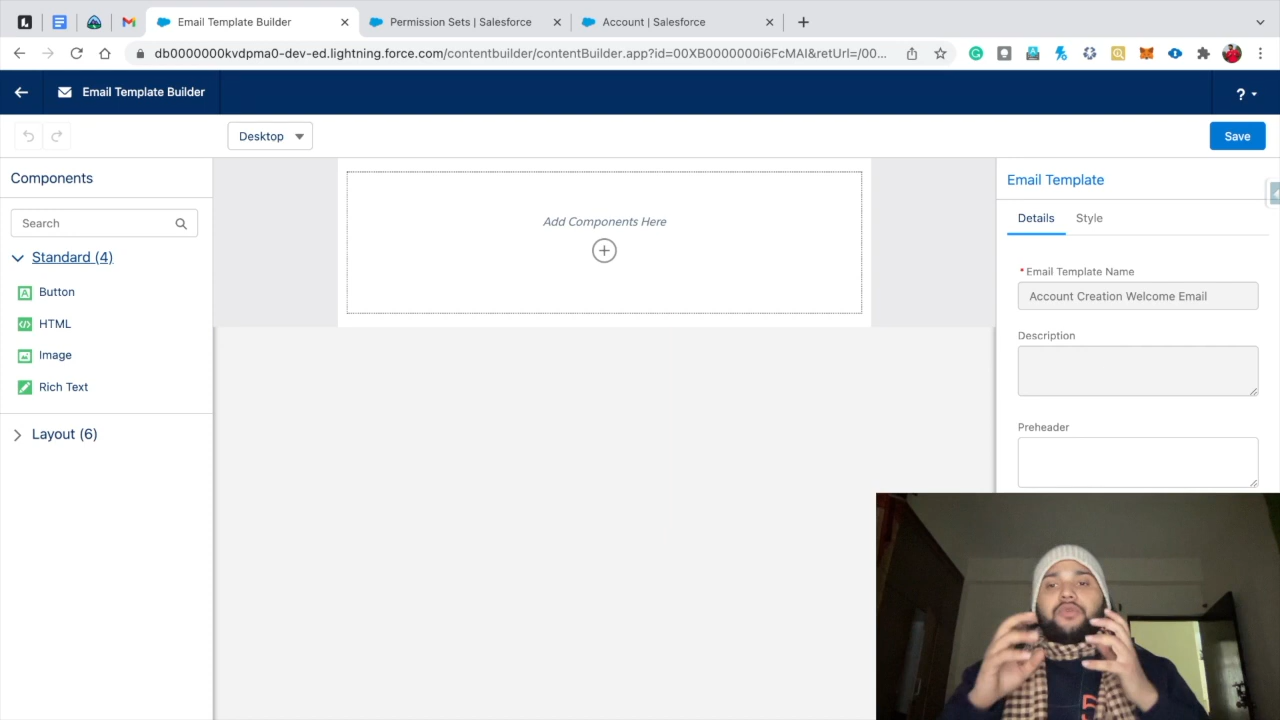 Email Template Builder
Permission Sets | Salesforce
Account | Salesforce
db0000000kvdpma0-dev-ed.lightning.force.com/contentbuilder/contentBuilder.app?id=00XB0000000i6FcMAI&retUrl=/00...
Email Template Builder
?
Desktop
Save
Components
Search
Standard (4)
Button
HTML
Image
Rich Text
Layout (6)
Add Components Here
Email Template
Details Style
* Email Template Name
Account Creation Welcome Email
Description
Preheader